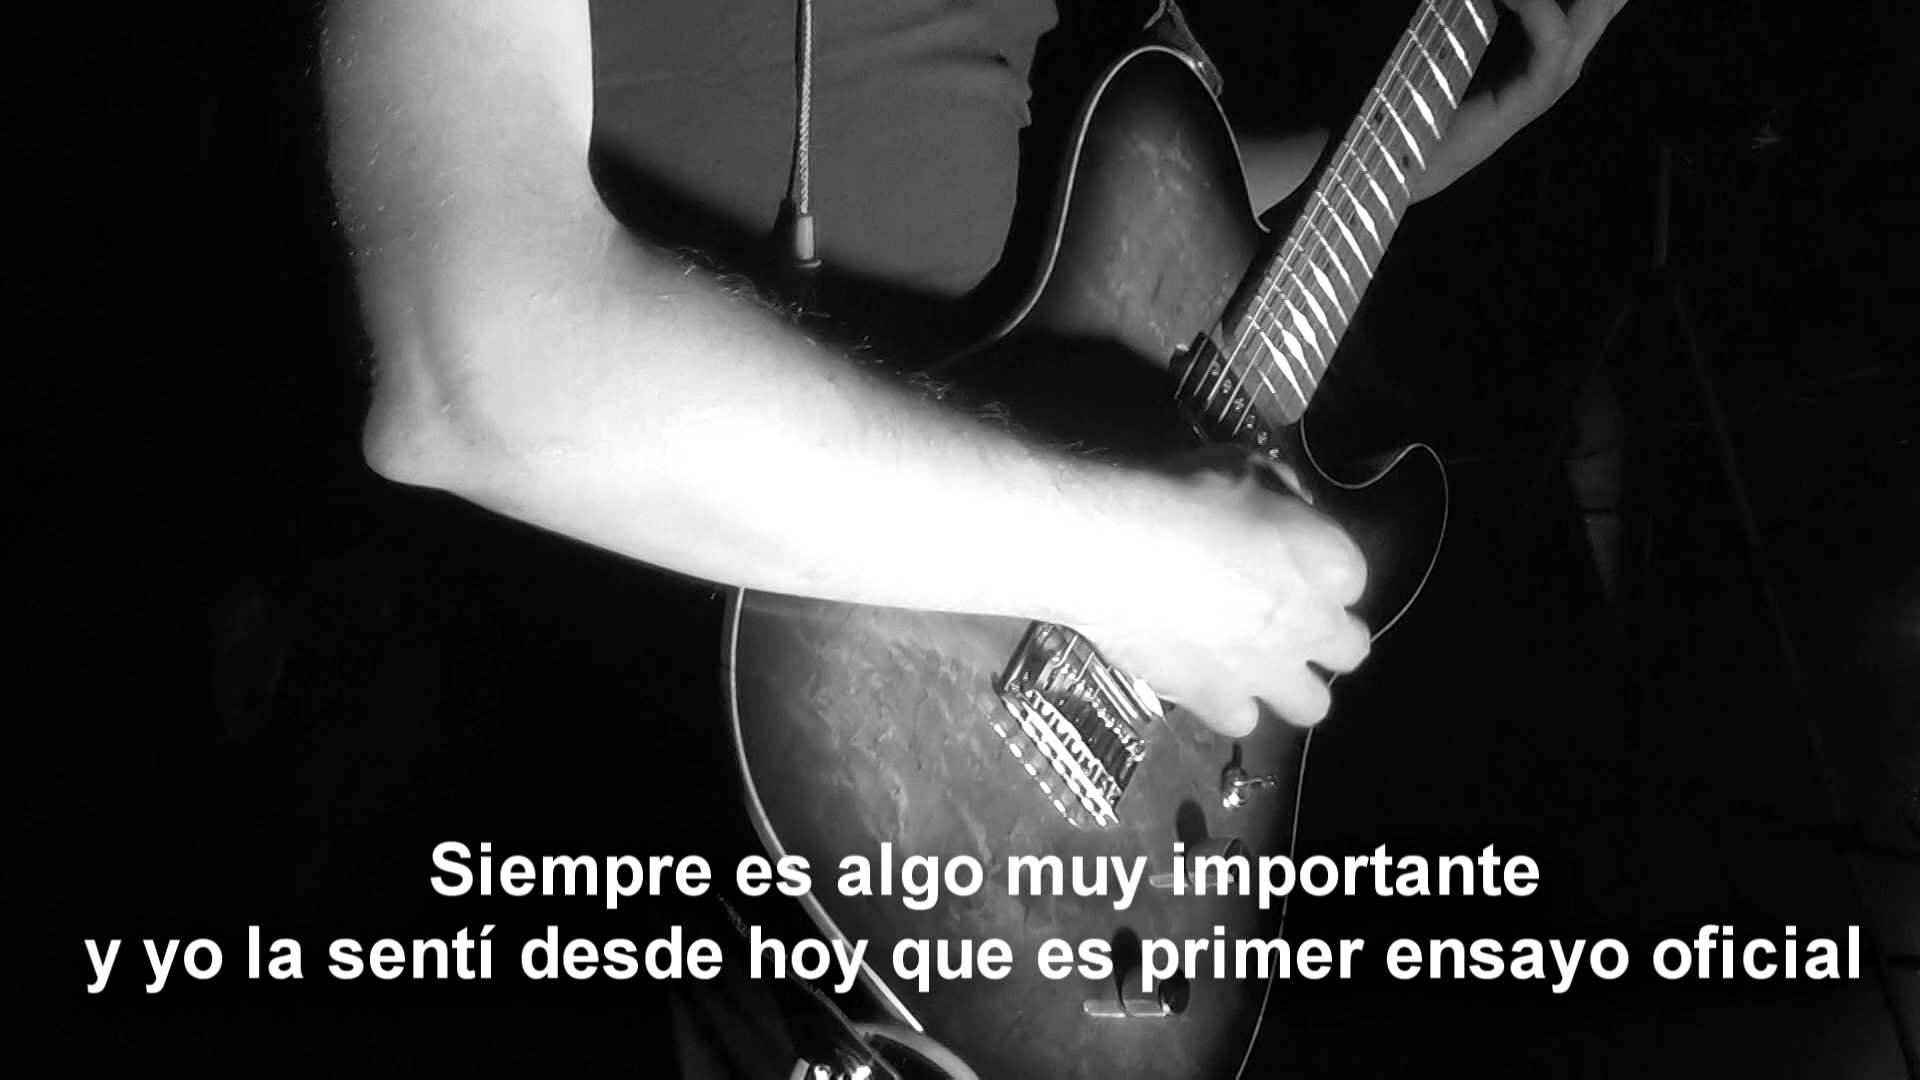 Siempre es algo muy importante
y yo la sentí desde hoy que es primer ensayo oficial